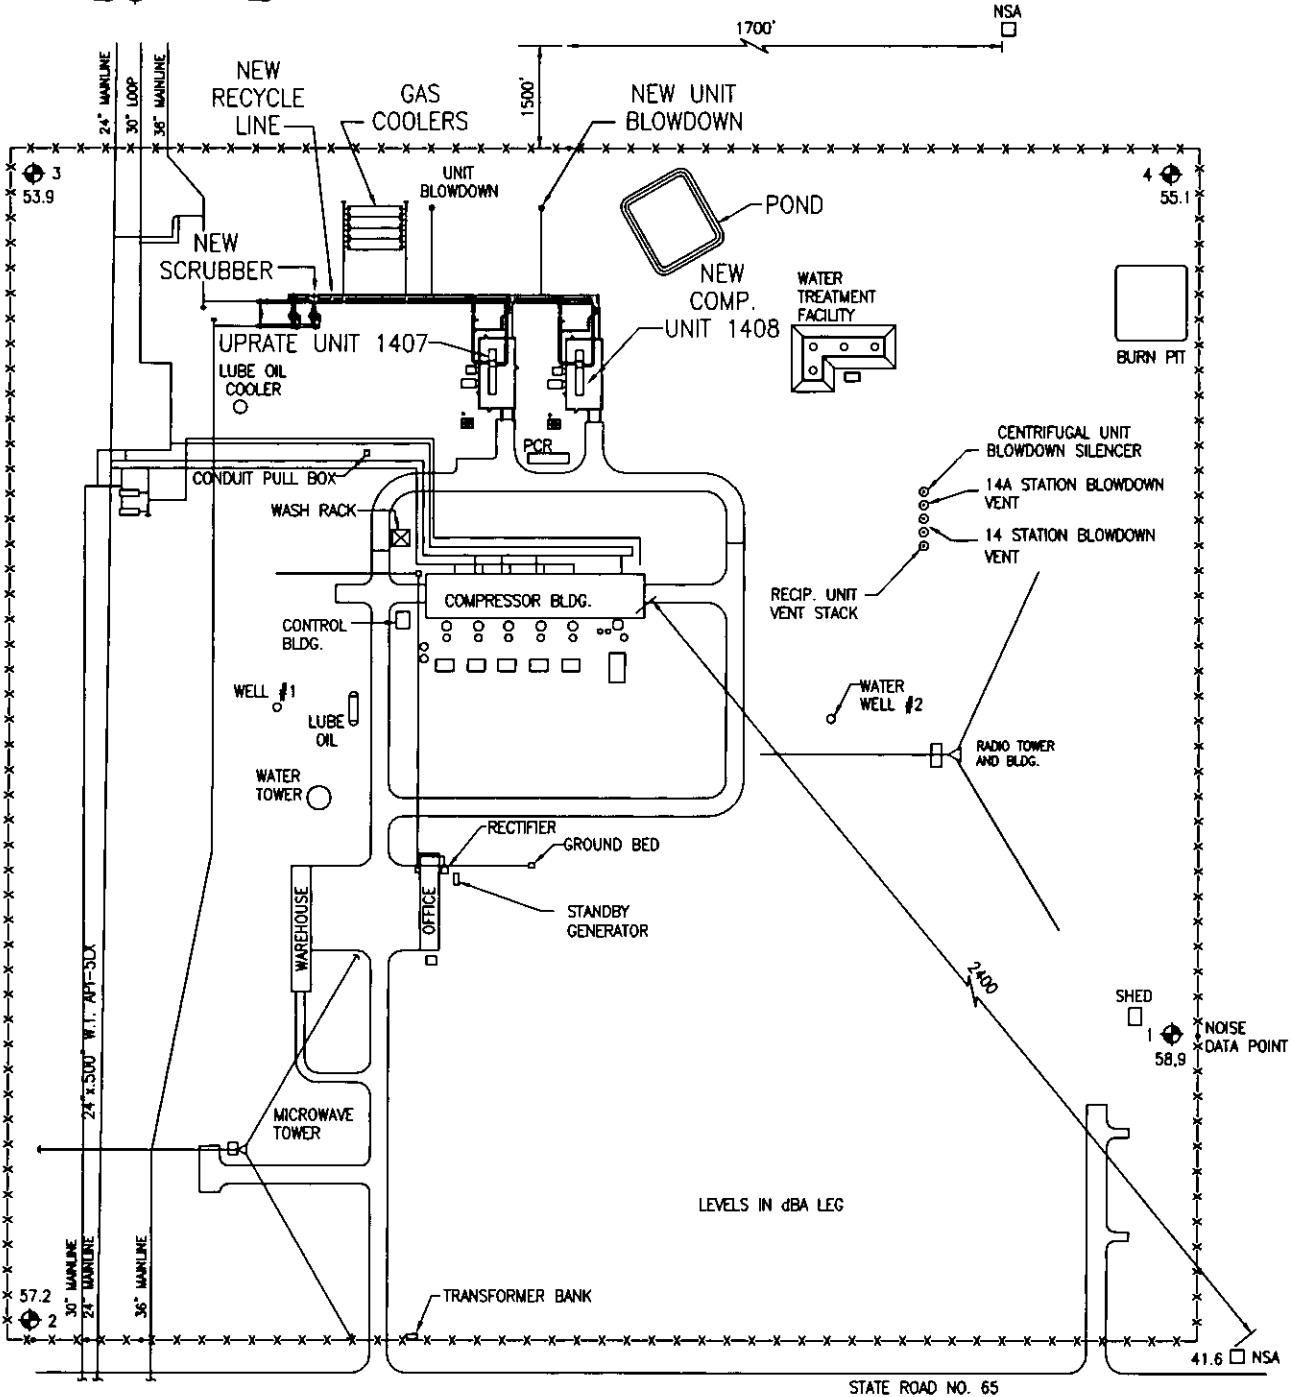 NSA
1700'
1500'
24" MAINLINE
30" LOOP
36" MAINLINE
NEW
RECYCLE
LINE
GAS
COOLERS
NEW UNIT
BLOWDOWN
3
53.9
UNIT
BLOWDOWN
4
55.1
POND
NEW
SCRUBBER
NEW
COMP.
UNIT 1408
WATER
TREATMENT
FACILITY
BURN PIT
UPRATE UNIT 1407
LUBE OIL
COOLER
PCR
CONDUIT PULL BOX
WASH RACK
CENTRIFUGAL UNIT
BLOWDOWN SILENCER
14A STATION BLOWDOWN
VENT
14 STATION BLOWDOWN
VENT
RECIP. UNIT
VENT STACK
COMPRESSOR BLDG.
CONTROL
BLDG.
WELL #1
LUBE
OIL
WATER
WELL #2
RADIO TOWER
AND BLDG.
WATER
TOWER
RECTIFIER
GROUND BED
WAREHOUSE
OFFICE
STANDBY
GENERATOR
2400
SHED
1
58.9
NOISE
DATA POINT
24"x.500" W.T. API-5LX
MICROWAVE
TOWER
LEVELS IN dBA LEG
30" MAINLINE
24" MAINLINE
36" MAINLINE
57.2
2
TRANSFORMER BANK
41.6
NSA
STATE ROAD NO. 65